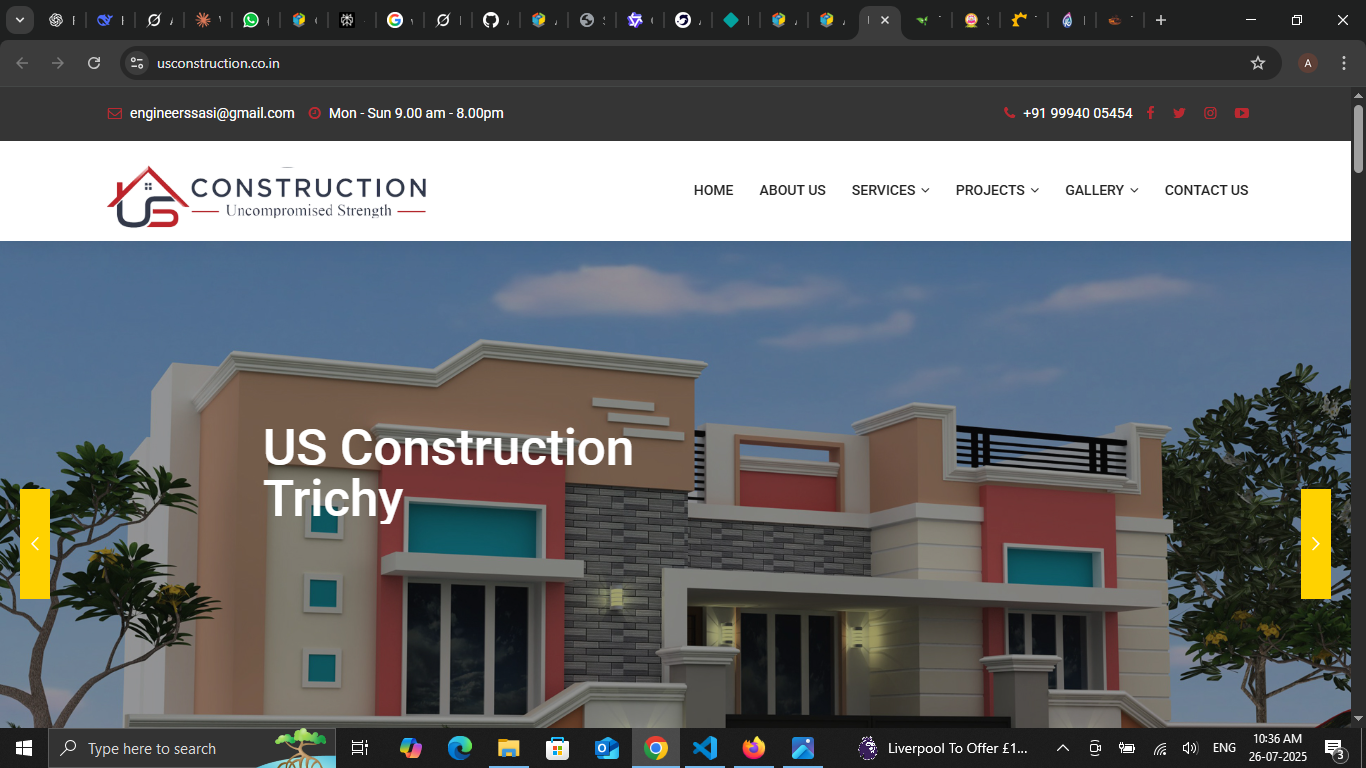 usconstruction.co.in
A
engineerssasi@gmail.com
Mon - Sun 9.00 am - 8.00pm
+91 99940 05454
US
CONSTRUCTION
Uncompromised Strength
HOME
ABOUT US
SERVICES
PROJECTS
GALLERY
CONTACT US
US Construction
Trichy
Type here to search
Liverpool To Offer £1...
ENG
10:36 AM
26-07-2025
3